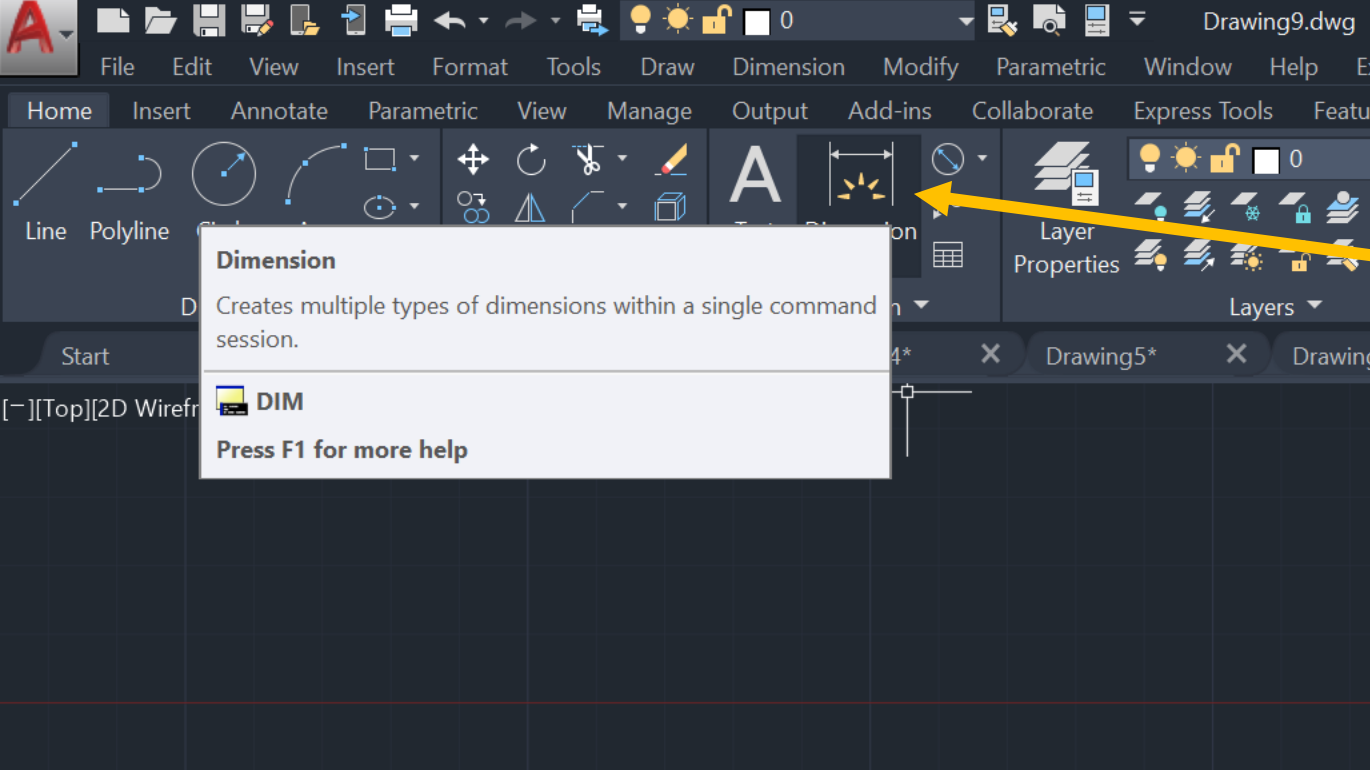 0 Drawing9.dwg
File Edit View Insert Format Tools Draw Dimension Modify Parametric Window Help
Home Insert Annotate Parametric View Manage Output Add-ins Collaborate Express Tools
A 0
Line Polyline Layer
Properties
Dimension
Creates multiple types of dimensions within a single command
session.
Layers
Start 4* Drawing5*
[−][Top][2D
DIM
Press F1 for more help